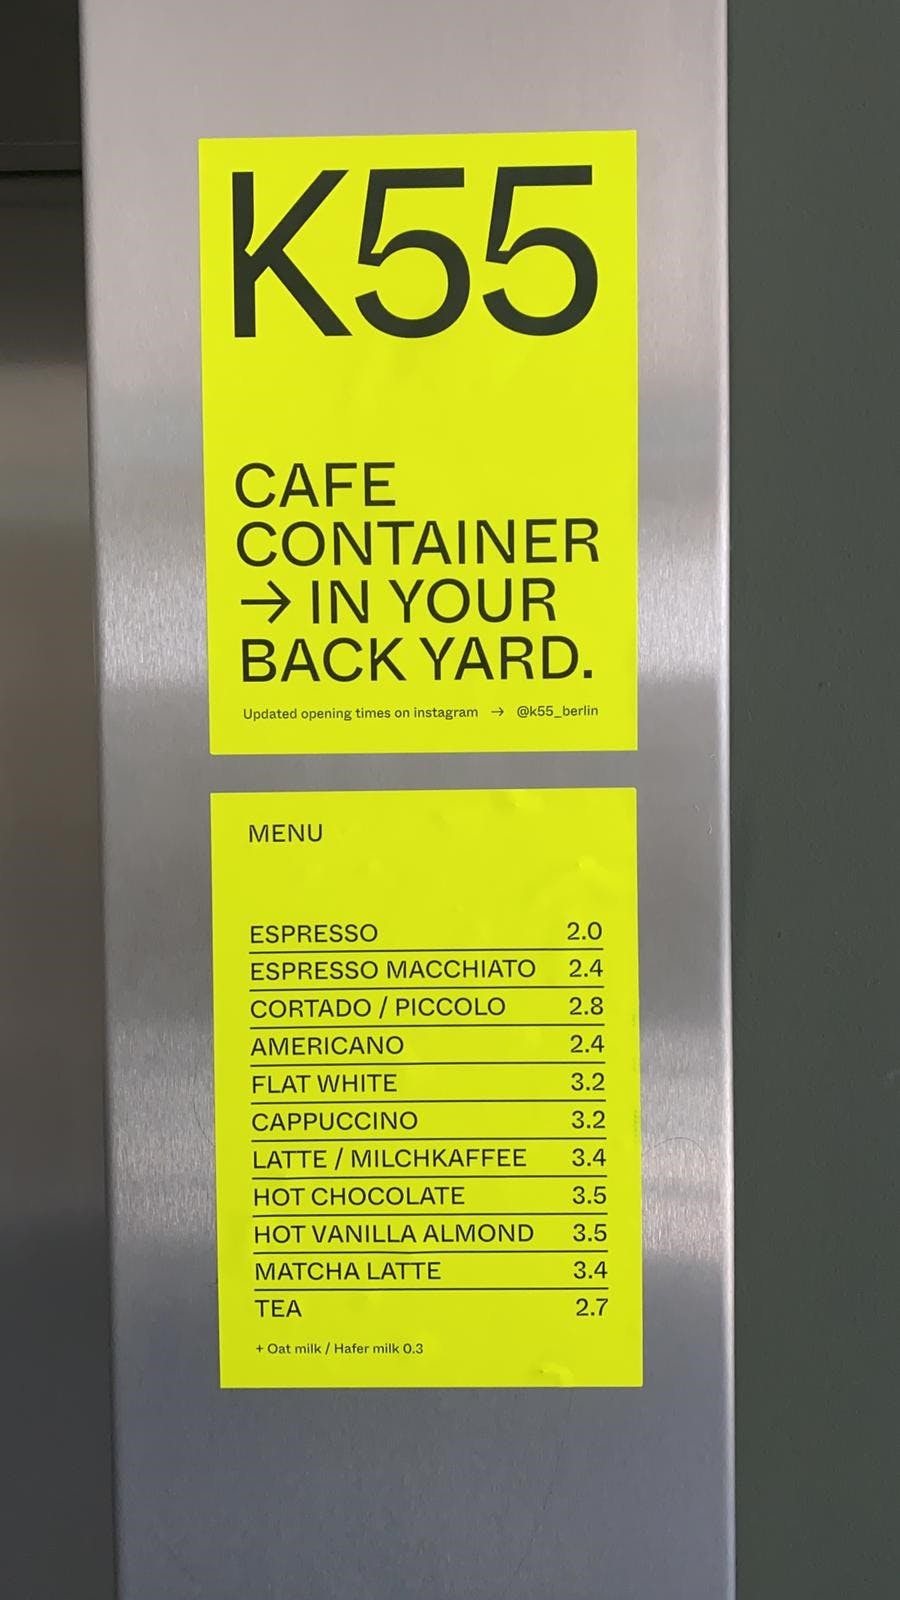 K55
CAFE
CONTAINER
→ IN YOUR
BACK YARD.
Updated opening times on instagram → @k55_berlin
MENU
ESPRESSO 2.0
ESPRESSO MACCHIATO 2.4
CORTADO / PICCOLO 2.8
AMERICANO 2.4
FLAT WHITE 3.2
CAPPUCCINO 3.2
LATTE / MILCHKAFFEE 3.4
HOT CHOCOLATE 3.5
HOT VANILLA ALMOND 3.5
MATCHA LATTE 3.4
TEA 2.7
+ Oat milk / Hafer milk 0.3